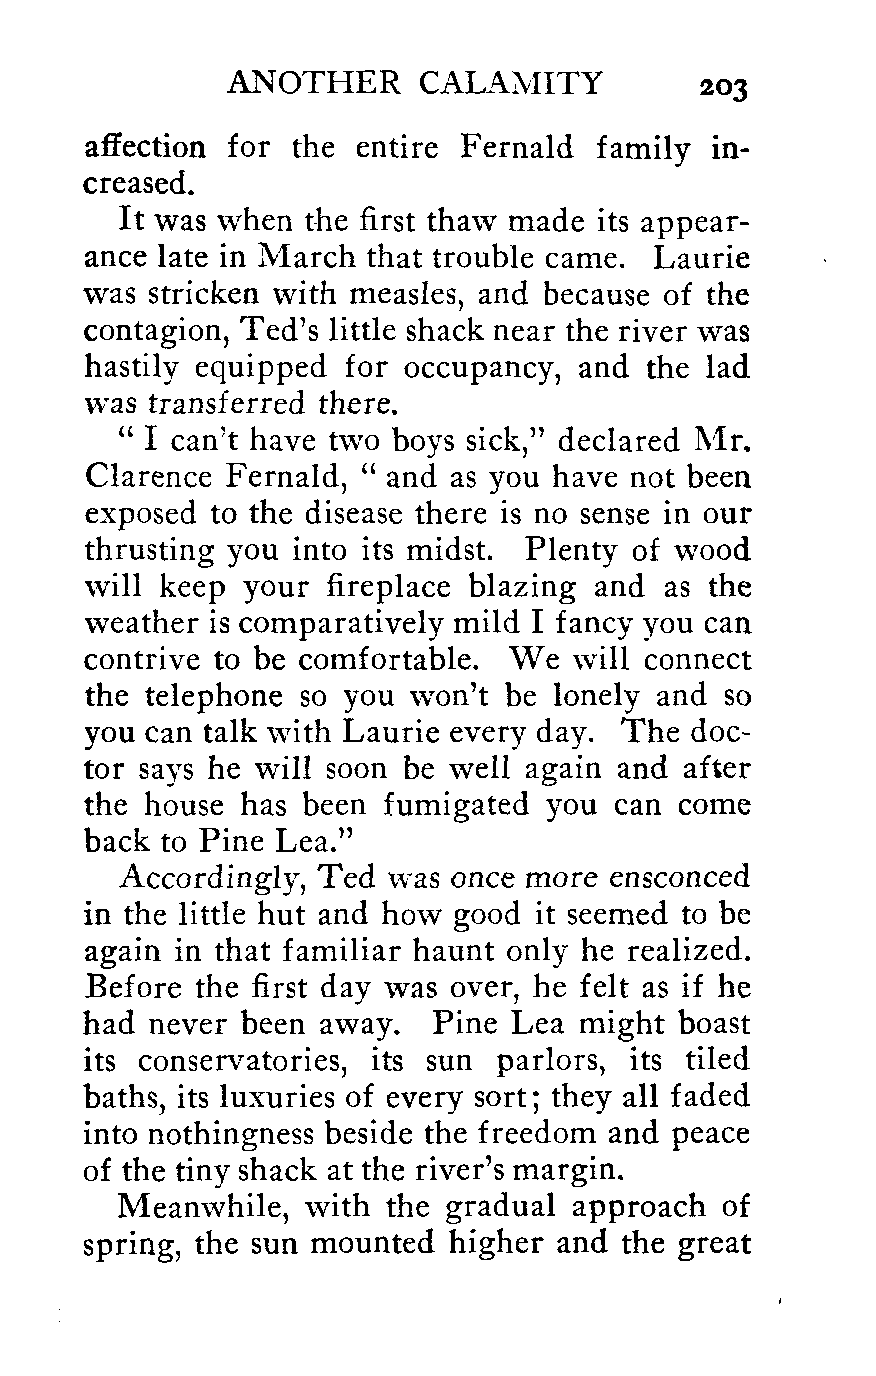 ANOTHER CALAMITY 203
affection for the entire Fernald family in-
creased.
It was when the first thaw made its appear-
ance late in March that trouble came. Laurie
was stricken with measles, and because of the
contagion, Ted's little shack near the river was
hastily equipped for occupancy, and the lad
was transferred there.
" I can't have two boys sick," declared Mr.
Clarence Fernald, " and as you have not been
exposed to the disease there is no sense in our
thrusting you into its midst. Plenty of wood
will keep your fireplace blazing and as the
weather is comparatively mild I fancy you can
contrive to be comfortable. We will connect
the telephone so you won't be lonely and so
you can talk with Laurie every day. The doc-
tor says he will soon be well again and after
the house has been fumigated you can come
back to Pine Lea."
Accordingly, Ted was once more ensconced
in the little hut and how good it seemed to be
again in that familiar haunt only he realized.
Before the first day was over, he felt as if he
had never been away. Pine Lea might boast
its conservatories, its sun parlors, its tiled
baths, its luxuries of every sort; they all faded
into nothingness beside the freedom and peace
of the tiny shack at the river's margin.
Meanwhile, with the gradual approach of
spring, the sun mounted higher and the great